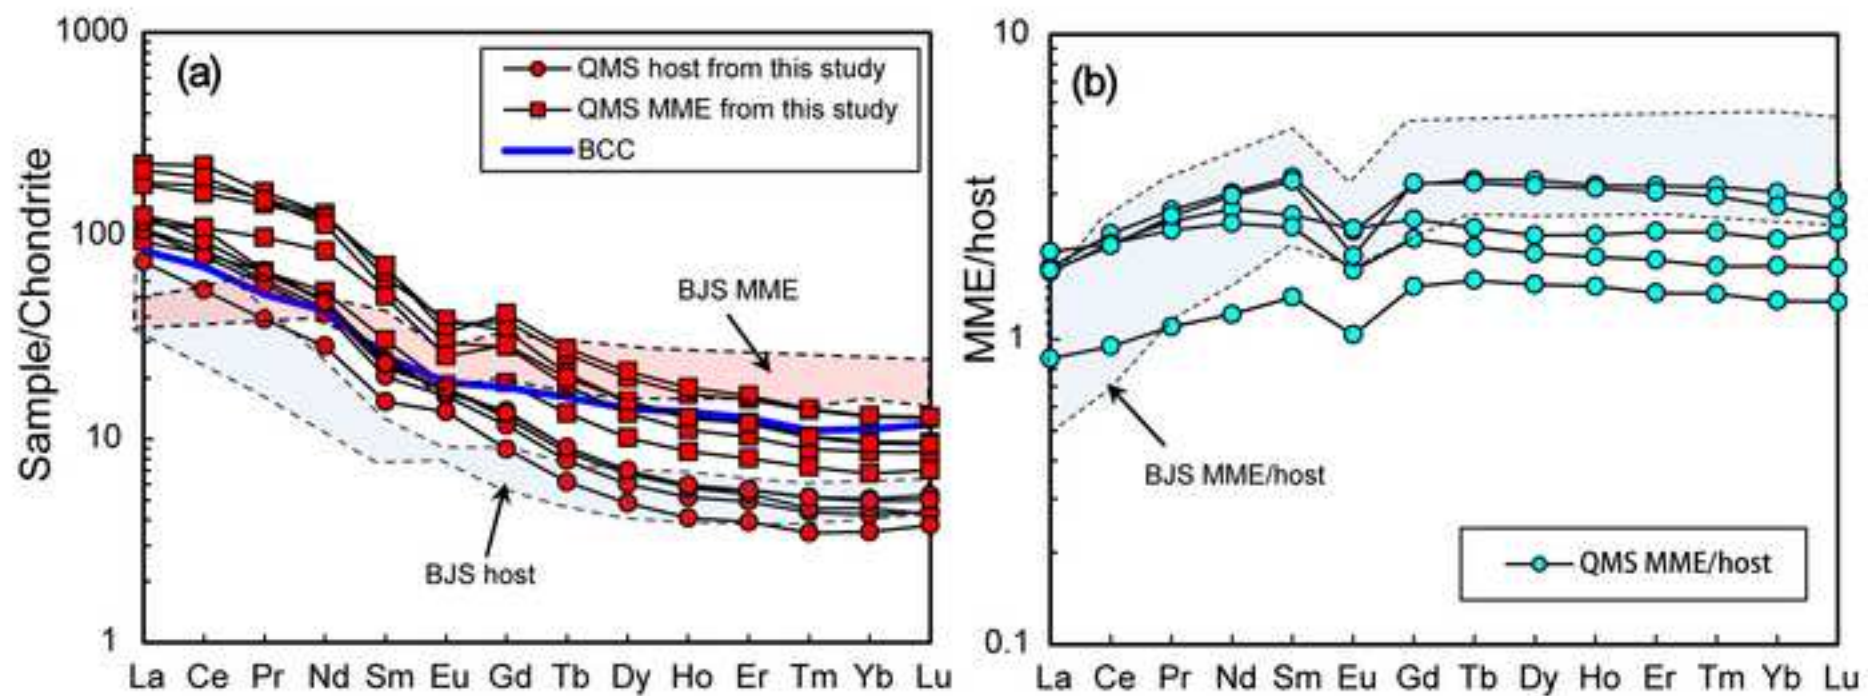 (a)
Sample/Chondrite
1000
100
10
1
QMS host from this study
QMS MME from this study
BCC
BJS MME
BJS host
La Ce Pr Nd Sm Eu Gd Tb Dy Ho Er Tm Yb Lu
(b)
MME/host
10
1
0.1
BJS MME/host
QMS MME/host
La Ce Pr Nd Sm Eu Gd Tb Dy Ho Er Tm Yb Lu